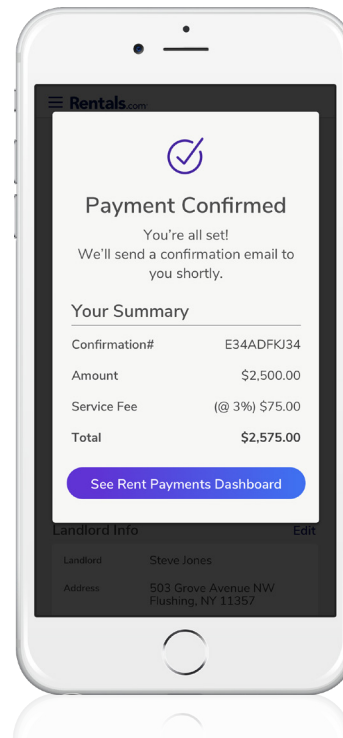 Rentals.com
Payment Confirmed
You're all set!
We'll send a confirmation email to
you shortly.
Your Summary
Confirmation# E34ADFKJ34
Amount $2,500.00
Service Fee (@ 3%) $75.00
Total $2,575.00
See Rent Payments Dashboard
Landlord Info Edit
Landlord Steve Jones
Address 503 Grove Avenue NW
Flushing, NY 11357